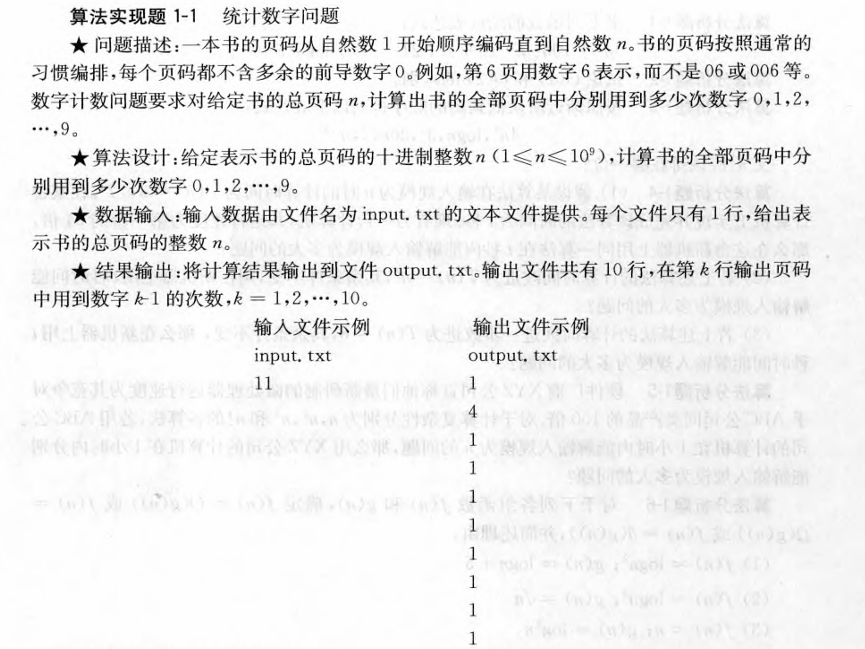 算法实现题 1-1 统计数字问题
★ 问题描述:一本书的页码从自然数 1 开始顺序编码直到自然数 n。书的页码按照通常的
习惯编排,每个页码都不含多余的前导数字 0。例如,第 6 页用数字 6 表示,而不是 06 或 006 等。
数字计数问题要求对给定书的总页码 n,计算出书的全部页码中分别用到多少次数字 0,1,2,
…,9。
★ 算法设计:给定表示书的总页码的十进制整数 n (1≤n≤10⁹),计算书的全部页码中分
别用到多少次数字 0,1,2,…,9。
★ 数据输入:输入数据由文件名为 input. txt 的文本文件提供。每个文件只有 1 行,给出表
示书的总页码的整数 n。
★ 结果输出:将计算结果输出到文件 output. txt。输出文件共有 10 行,在第 k 行输出页码
中用到数字 k-1 的次数,k = 1,2,…,10。
输入文件示例 输出文件示例
input. txt output. txt
11 1
4
1
1
1
1
1
1
1
1